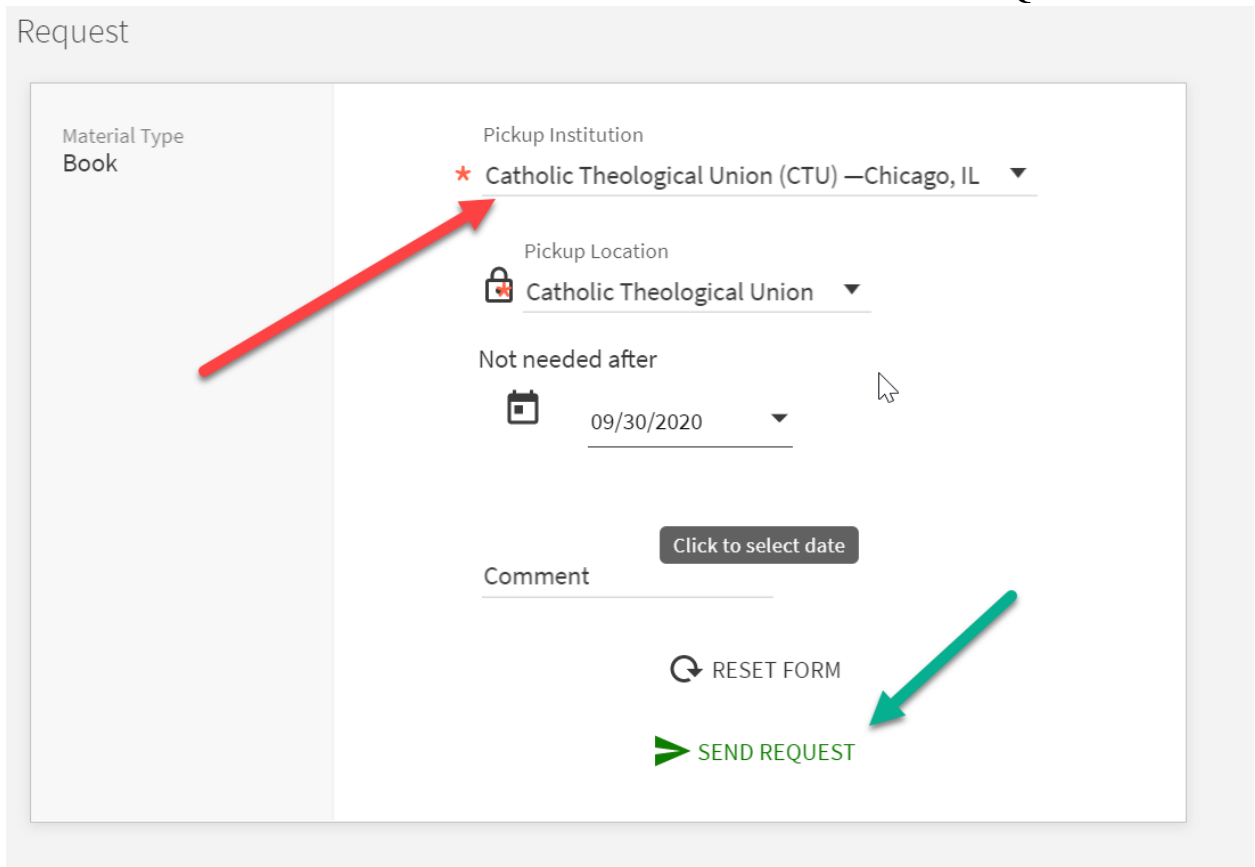 Request
Material Type
Book
Pickup Institution
* Catholic Theological Union (CTU) —Chicago, IL
Pickup Location
* Catholic Theological Union
Not needed after
09/30/2020
Click to select date
Comment
RESET FORM
SEND REQUEST